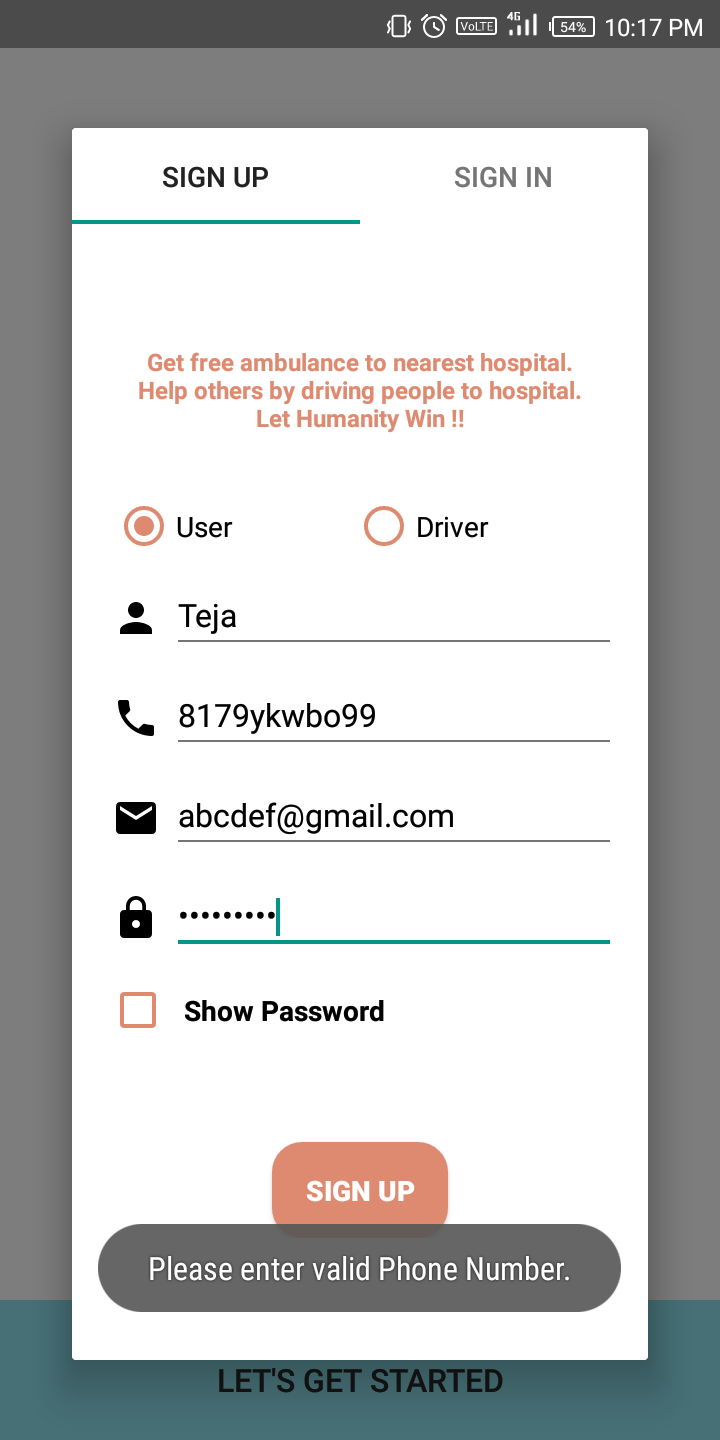 VoLTE 4G 54% 10:17 PM
SIGN UP SIGN IN
Get free ambulance to nearest hospital.
Help others by driving people to hospital.
Let Humanity Win !!
User Driver
Teja
8179ykwbo99
abcdef@gmail.com
•••••••••
Show Password
SIGN UP
Please enter valid Phone Number.
LET'S GET STARTED